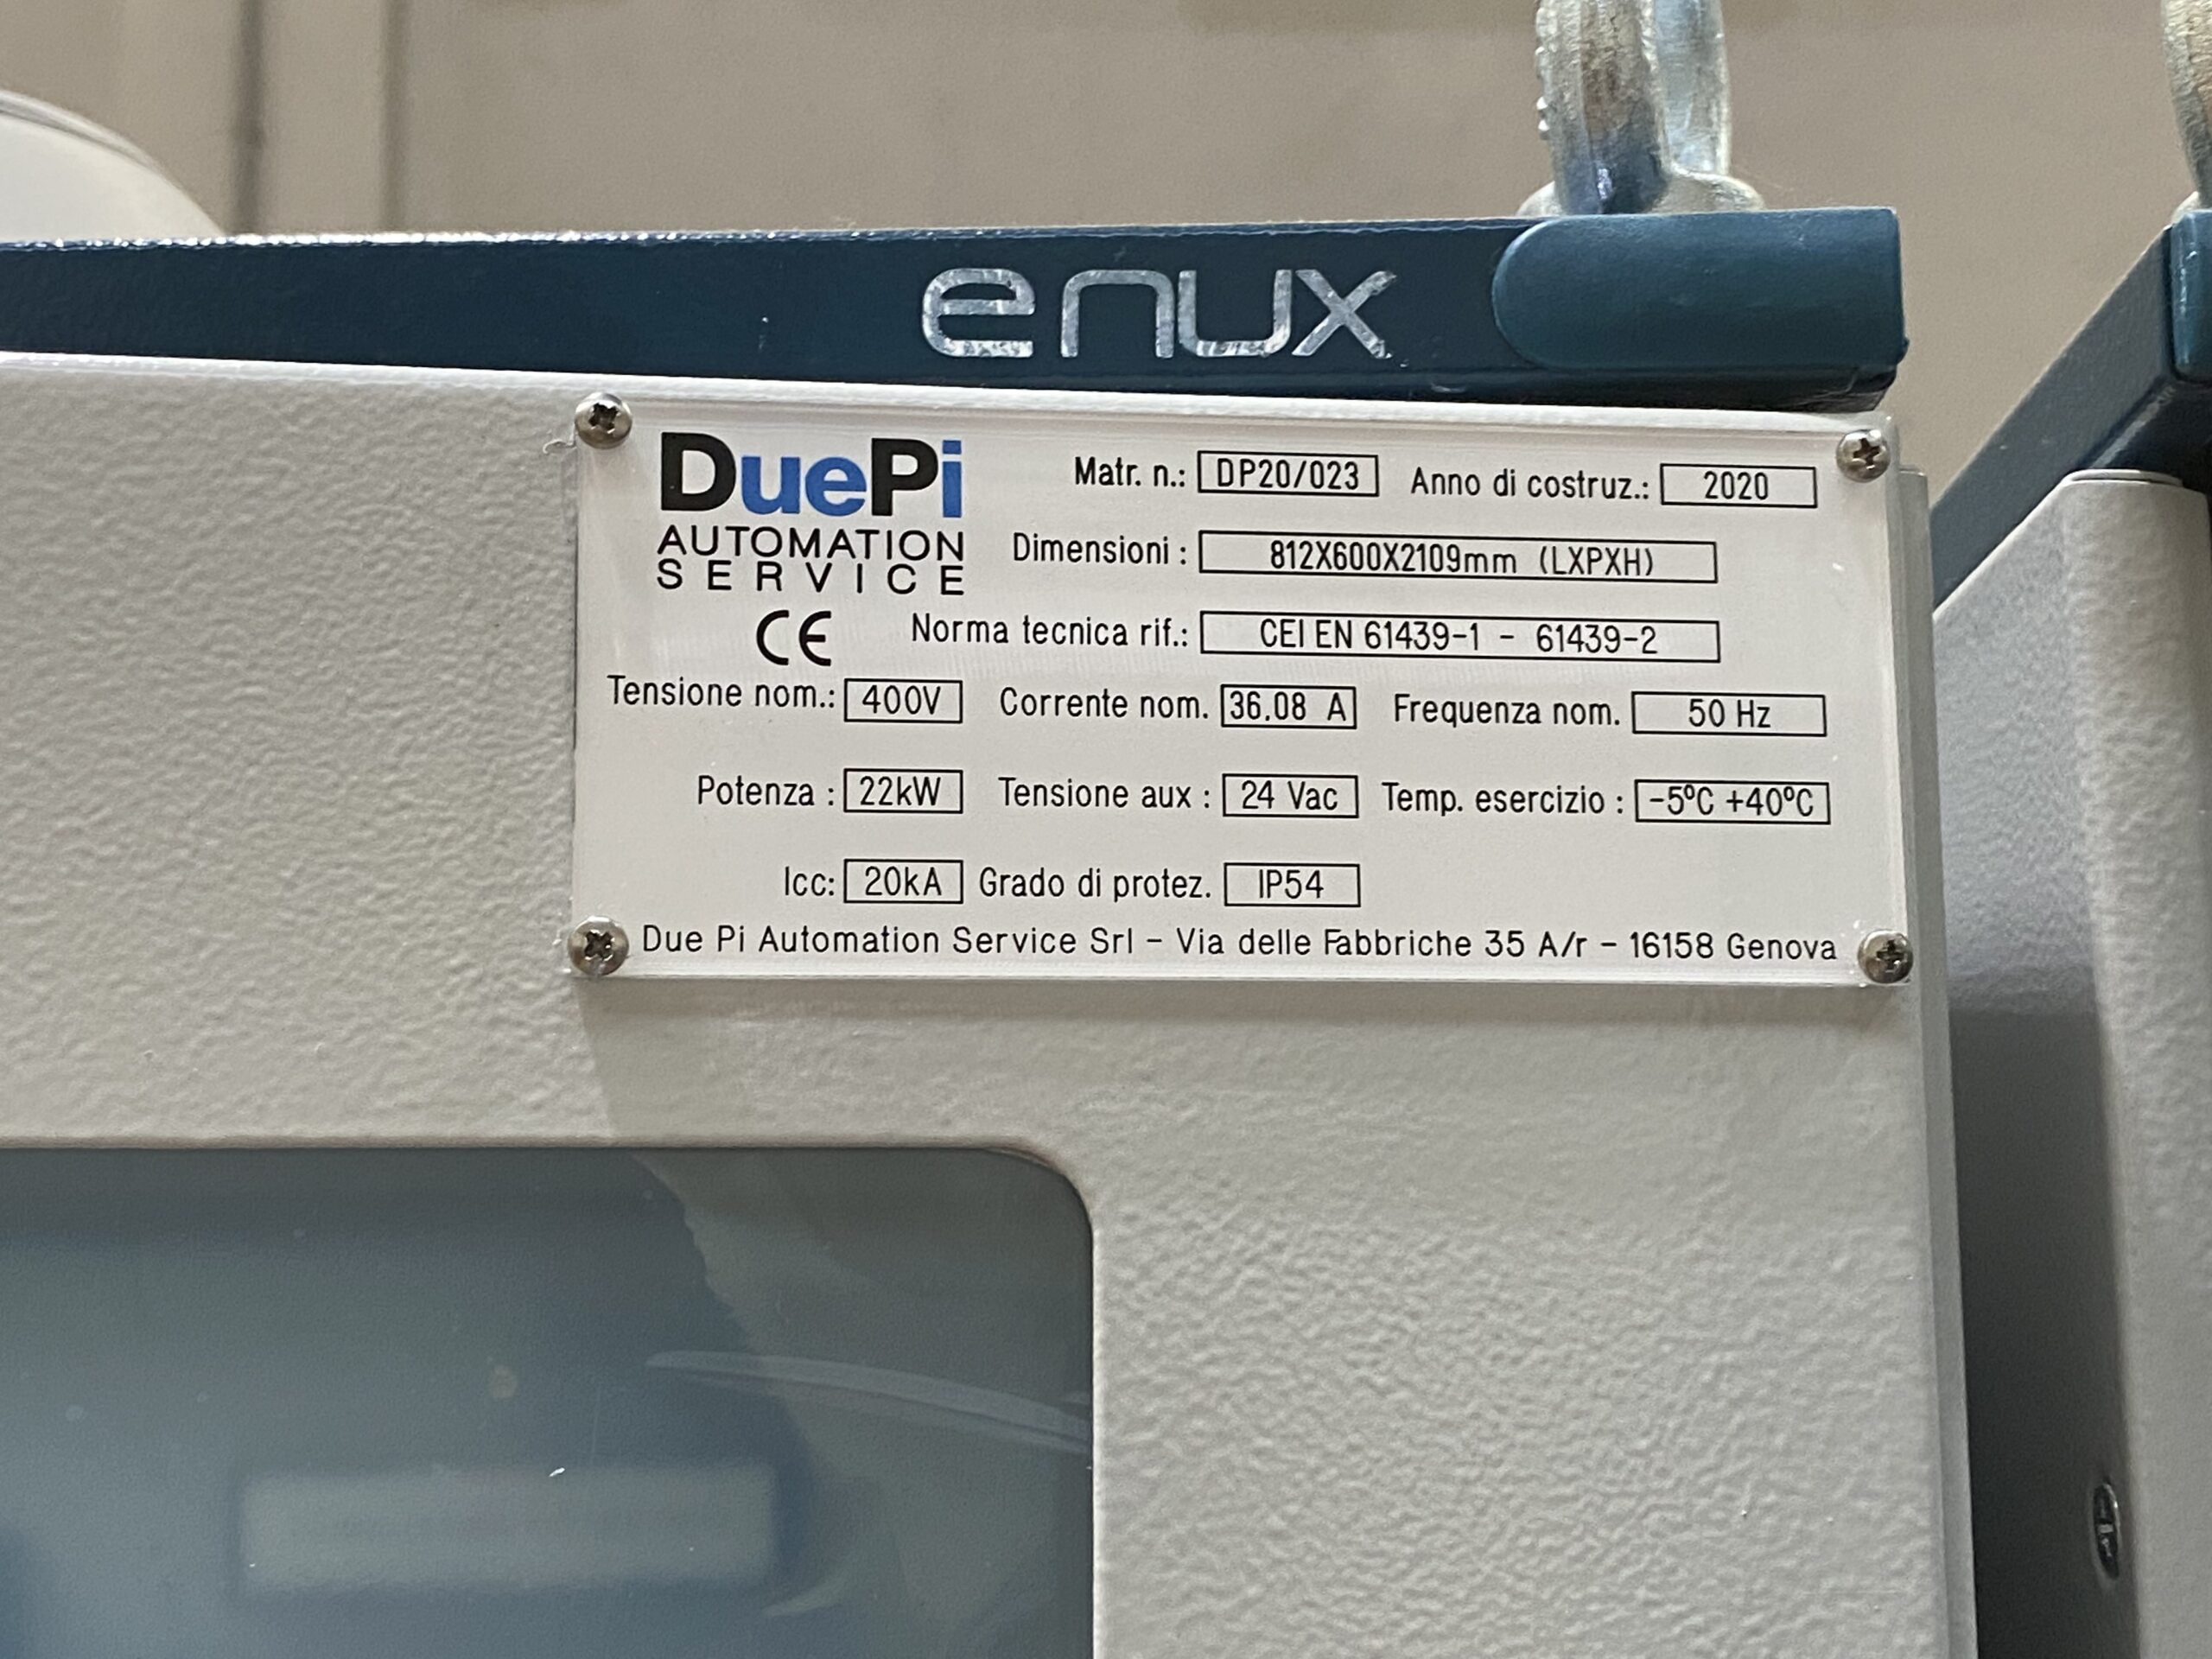 enux
DuePi
AUTOMATION
SERVICE
CE
Matr. n.: DP20/023 Anno di costruz.: 2020
Dimensioni : 812X600X2109mm (LXPXH)
Norma tecnica rif.: CEI EN 61439-1 - 61439-2
Tensione nom.: 400V Corrente nom. 36.08 A Frequenza nom. 50 Hz
Potenza : 22kW Tensione aux : 24 Vac Temp. esercizio : -5ºC +40ºC
Icc: 20kA Grado di protez. IP54
Due Pi Automation Service Srl - Via delle Fabbriche 35 A/r - 16158 Genova